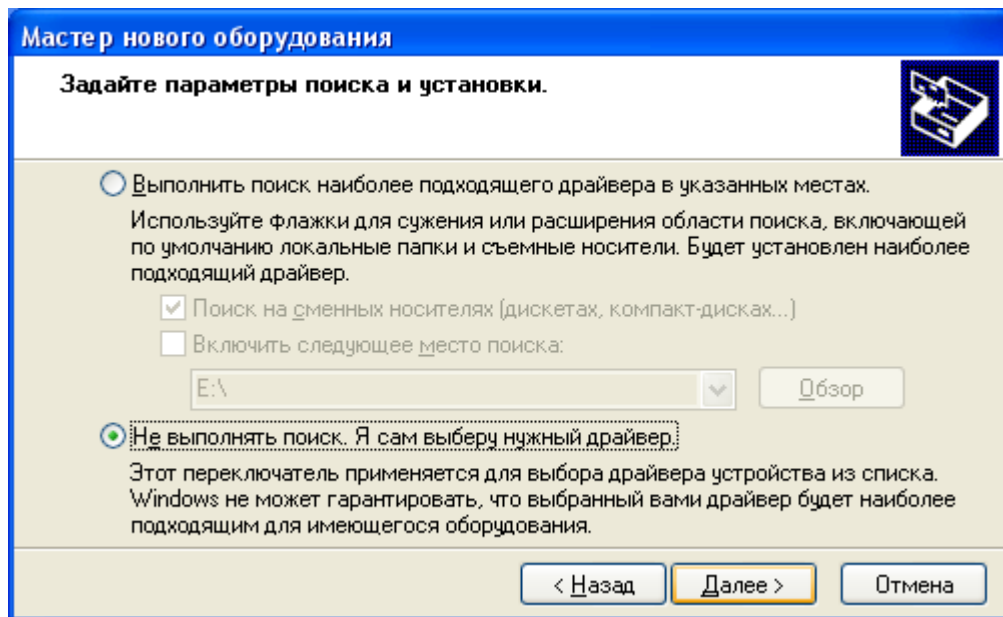 Мастер нового оборудования
Задайте параметры поиска и установки.
Выполнить поиск наиболее подходящего драйвера в указанных местах.
Используйте флажки для сужения или расширения области поиска, включающей
по умолчанию локальные папки и съемные носители. Будет установлен наиболее
подходящий драйвер.
Поиск на сменных носителях (дискетах, компакт-дисках...)
Включить следующее место поиска:
E:\
Обзор
Не выполнять поиск. Я сам выберу нужный драйвер.
Этот переключатель применяется для выбора драйвера устройства из списка.
Windows не может гарантировать, что выбранный вами драйвер будет наиболее
подходящим для имеющегося оборудования.
< Назад
Далее >
Отмена